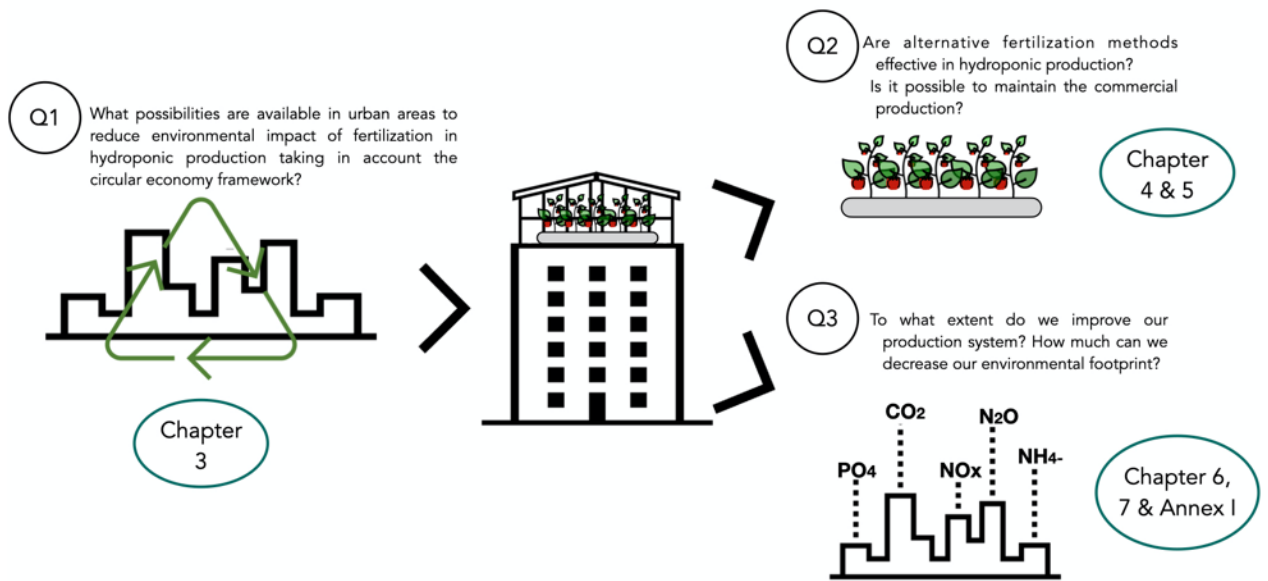 Q1
What possibilities are available in urban areas to
reduce environmental impact of fertilization in
hydroponic production taking in account the
circular economy framework?
Chapter
3
Q2
Are alternative fertilization methods
effective in hydroponic production?
Is it possible to maintain the commercial
production?
Chapter
4 & 5
Q3
To what extent do we improve our
production system? How much can we
decrease our environmental footprint?
CO2
N2O
PO4
NOx
NH4-
Chapter 6,
7 & Annex I